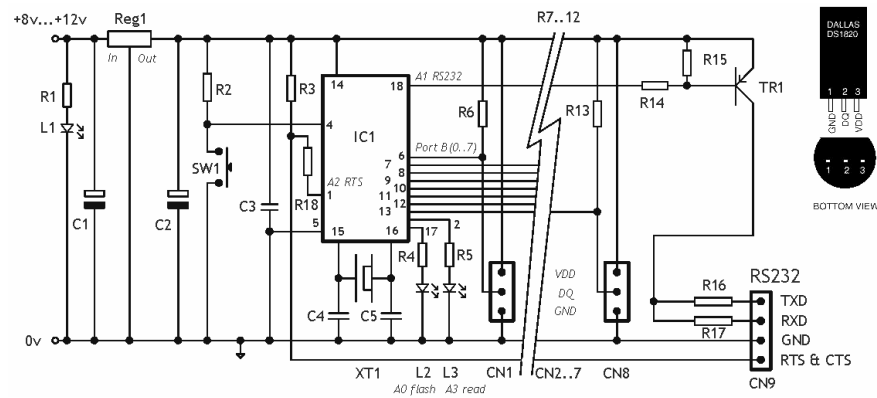 +8v...+12v
Reg1
In
Out
R7..12
DALLAS
DS1820
1 2 3
GND
DQ
VDD
1 2 3
BOTTOM VIEW
R1
L1
R2
R3
14
18
A1 RS232
R6
R13
R14
R15
TR1
4
IC1
SW1
A2 RTS
R18
1
6
Port B (0..7)
7
8
9
10
11
12
13
C1
C2
C3
5
15
16
17
2
R4
R5
VDD
DQ
GND
C4
C5
0v
XT1
L2
L3
A0 flash
A3 read
CN1
CN2..7
CN8
RS232
R16
TXD
R17
RXD
GND
RTS & CTS
CN9